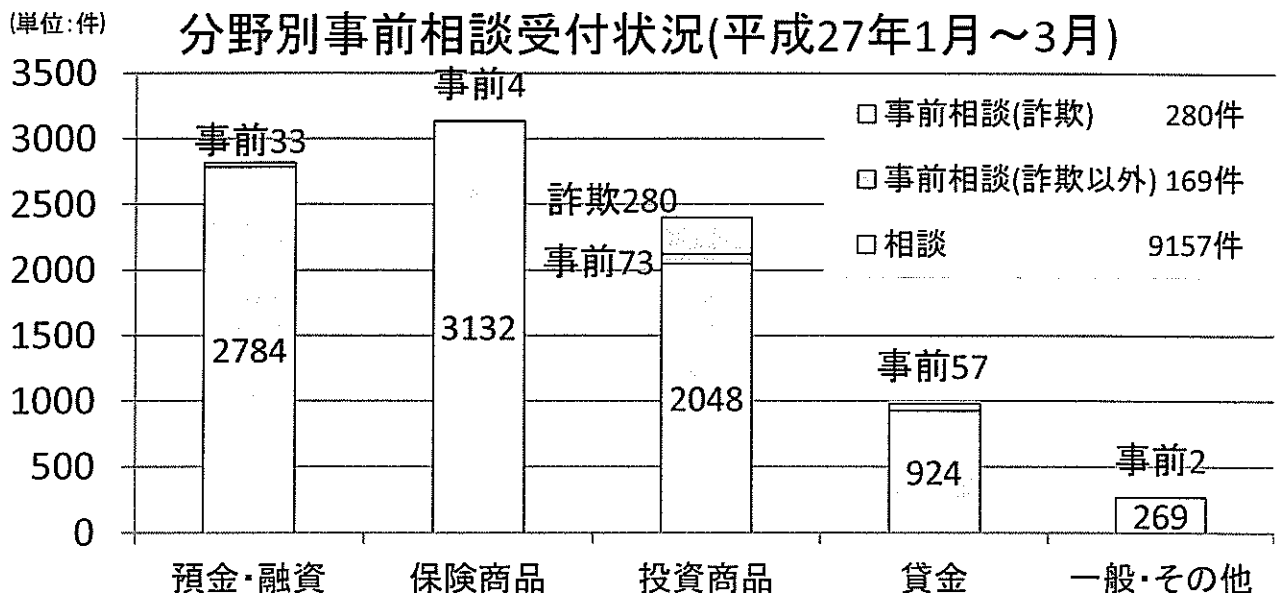 (単位:件)
分野別事前相談受付状況(平成27年1月～3月)
3500
3000
2500
2000
1500
1000
500
0
□事前相談(詐欺) 280件
□事前相談(詐欺以外) 169件
□相談 9157件
事前33
2784
事前4
3132
詐欺280
事前73
2048
事前57
924
事前2
269
預金・融資
保険商品
投資商品
貸金
一般・その他